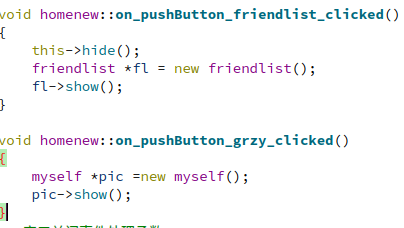 void homenew::on_pushButton_friendlist_clicked()
{
this->hide();
friendlist *fl = new friendlist();
fl->show();
}
void homenew::on_pushButton_grzy_clicked()
{
myself *pic =new myself();
pic->show();
}